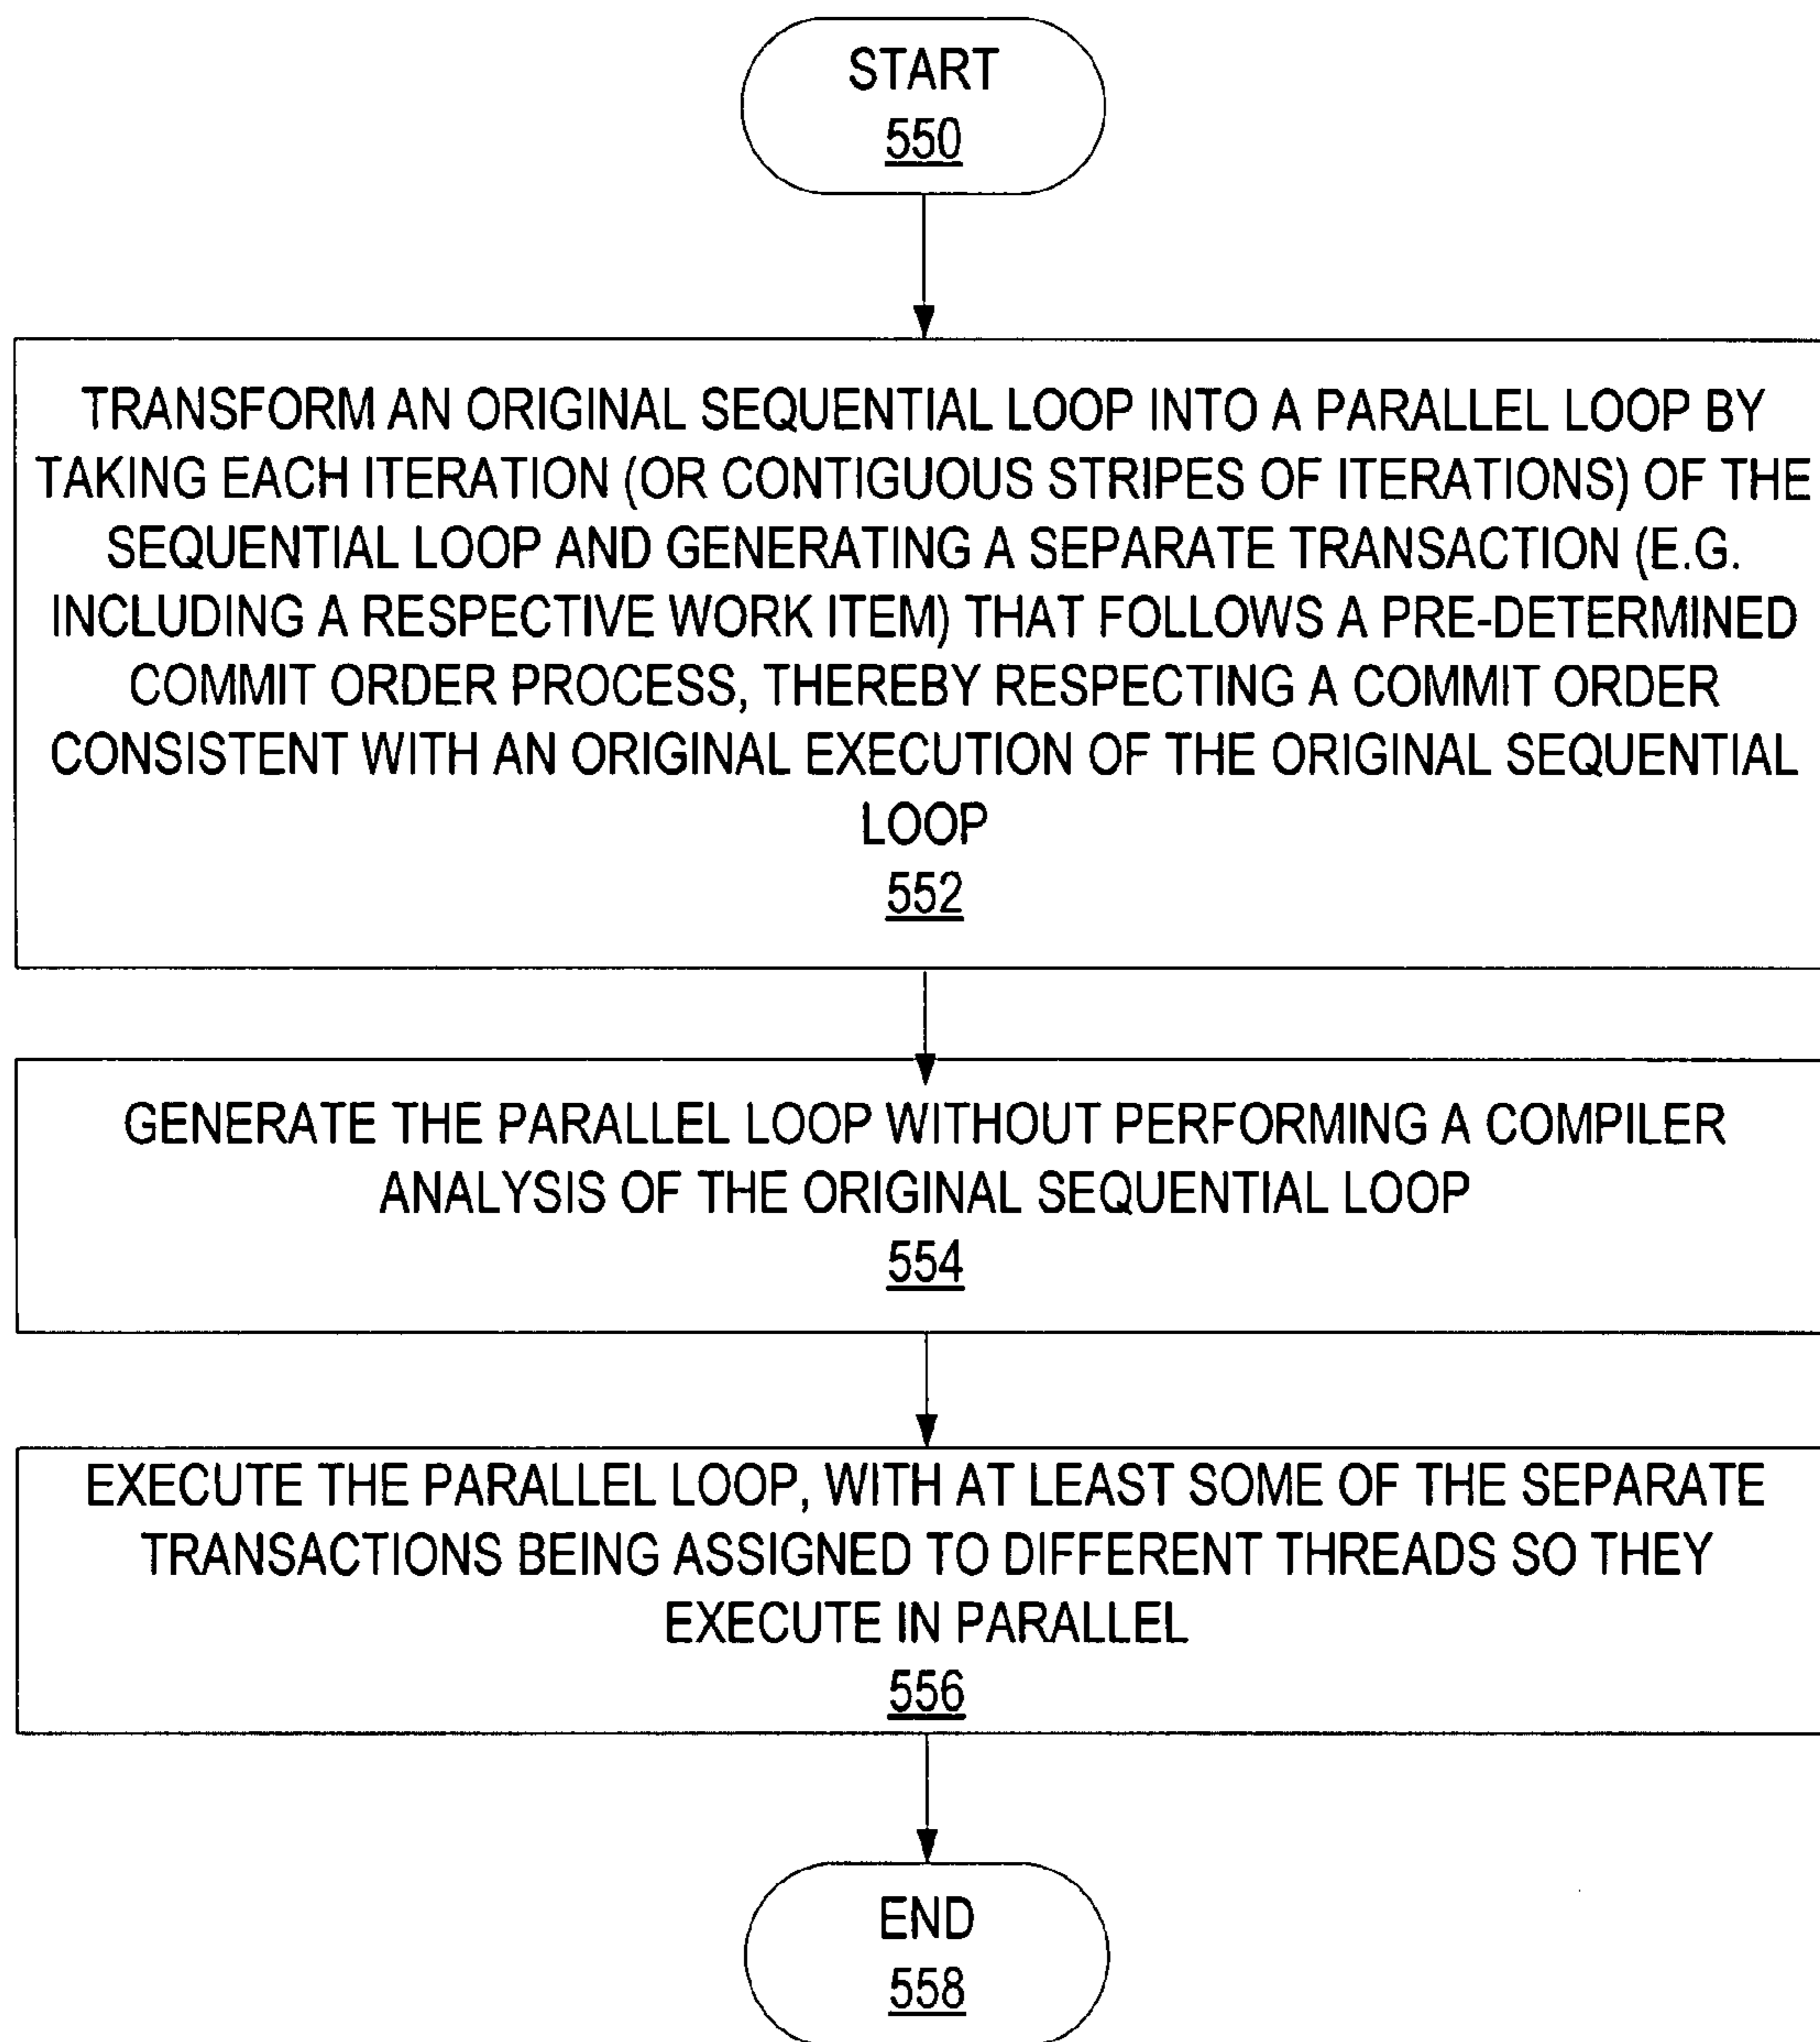 START
550
TRANSFORM AN ORIGINAL SEQUENTIAL LOOP INTO A PARALLEL LOOP BY
TAKING EACH ITERATION (OR CONTIGUOUS STRIPES OF ITERATIONS) OF THE
SEQUENTIAL LOOP AND GENERATING A SEPARATE TRANSACTION (E.G.
INCLUDING A RESPECTIVE WORK ITEM) THAT FOLLOWS A PRE-DETERMINED
COMMIT ORDER PROCESS, THEREBY RESPECTING A COMMIT ORDER
CONSISTENT WITH AN ORIGINAL EXECUTION OF THE ORIGINAL SEQUENTIAL
LOOP
552
GENERATE THE PARALLEL LOOP WITHOUT PERFORMING A COMPILER
ANALYSIS OF THE ORIGINAL SEQUENTIAL LOOP
554
EXECUTE THE PARALLEL LOOP, WITH AT LEAST SOME OF THE SEPARATE
TRANSACTIONS BEING ASSIGNED TO DIFFERENT THREADS SO THEY
EXECUTE IN PARALLEL
556
END
558